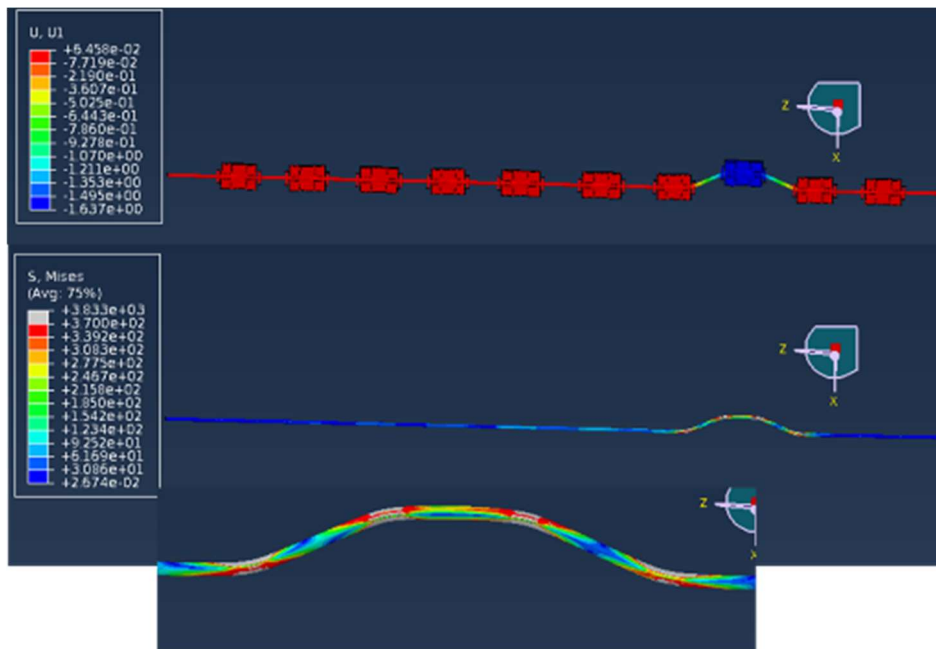 U, U1
+6.458e-02
-7.719e-02
-2.190e-01
-3.607e-01
-5.025e-01
-6.443e-01
-7.860e-01
-9.278e-01
-1.070e+00
-1.211e+00
-1.353e+00
-1.495e+00
-1.637e+00
Z
X
S, Mises
(Avg: 75%)
+3.833e+03
+3.700e+02
+3.392e+02
+3.083e+02
+2.775e+02
+2.467e+02
+2.158e+02
+1.850e+02
+1.542e+02
+1.234e+02
+9.252e+01
+6.169e+01
+3.086e+01
+2.674e-02
Z
X
Z
X